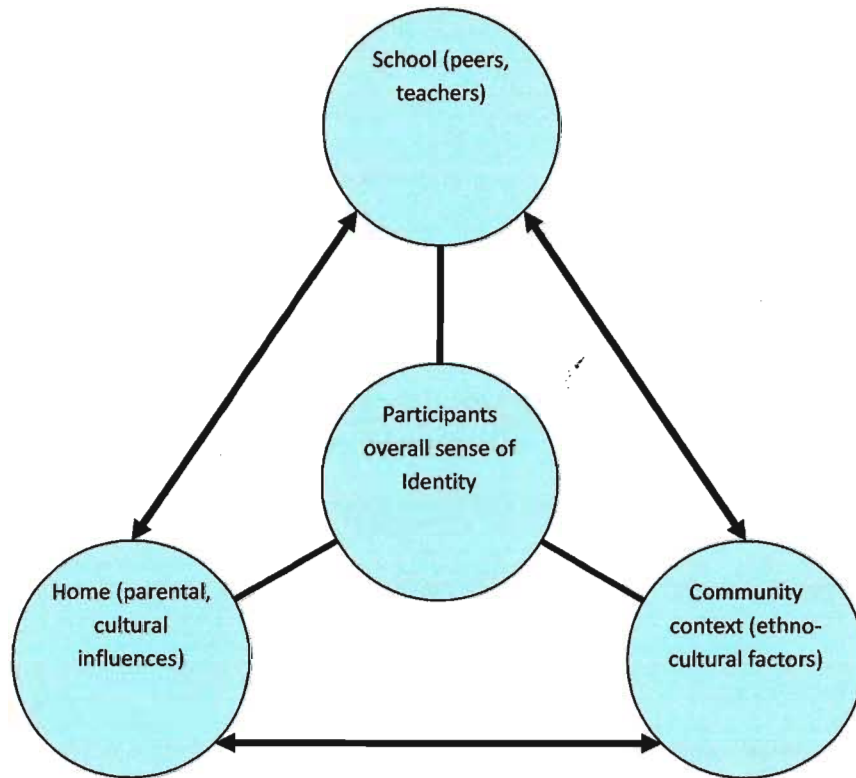 School (peers,
teachers)
Participants
overall sense of
Identity
Home (parental,
cultural
influences)
Community
context (ethno-
cultural factors)